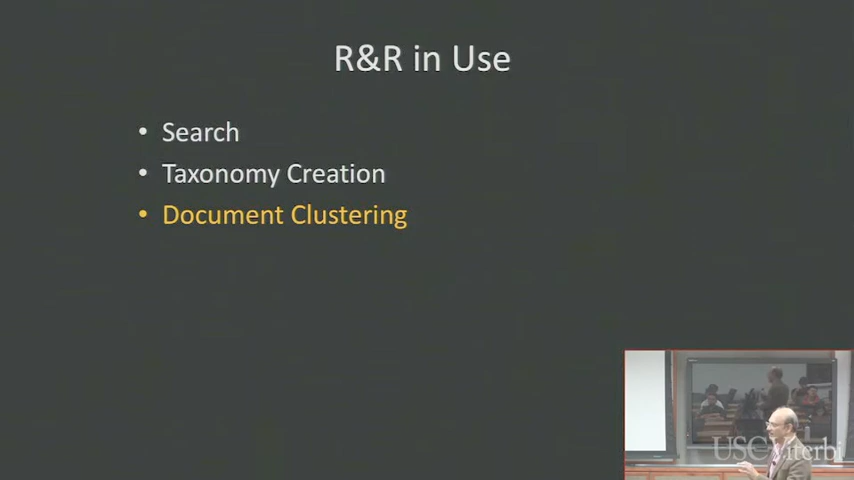 R&R in Use
• Search
• Taxonomy Creation
• Document Clustering
USC Viterbi